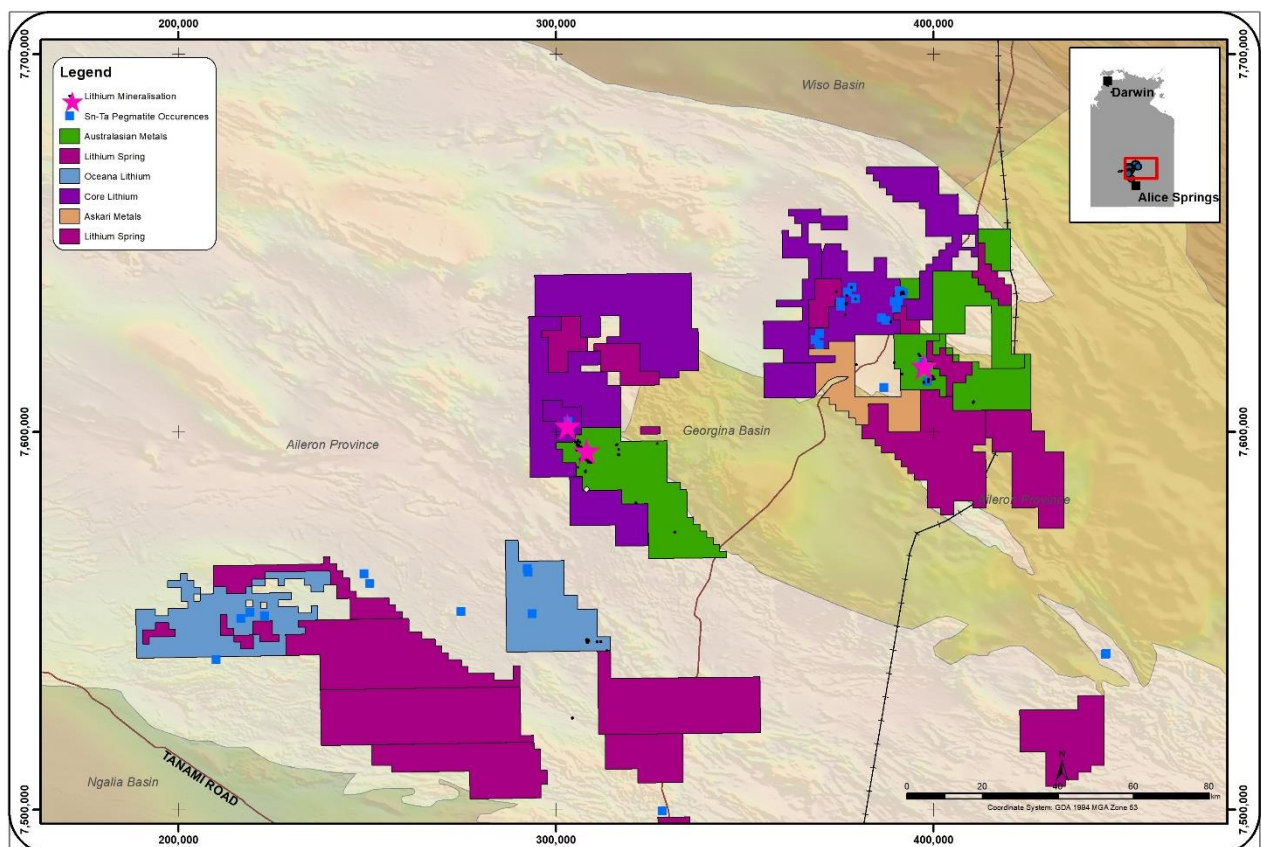 200,000 300,000 400,000
7,700,000 7,700,000
Legend
Lithium Mineralisation
Sn-Ta Pegmatite Occurences
Australasian Metals
Lithium Spring
Oceana Lithium
Core Lithium
Askari Metals
Lithium Spring
Wiso Basin
Darwin
Alice Springs
7,600,000 7,600,000
Aileron Province
Georgina Basin
Aileron Province
Ngalia Basin
TANAMI ROAD
N
0 20 40 60 80
km
Coordinate System: GDA 1994 MGA Zone 53
7,500,000 7,500,000
200,000 300,000 400,000